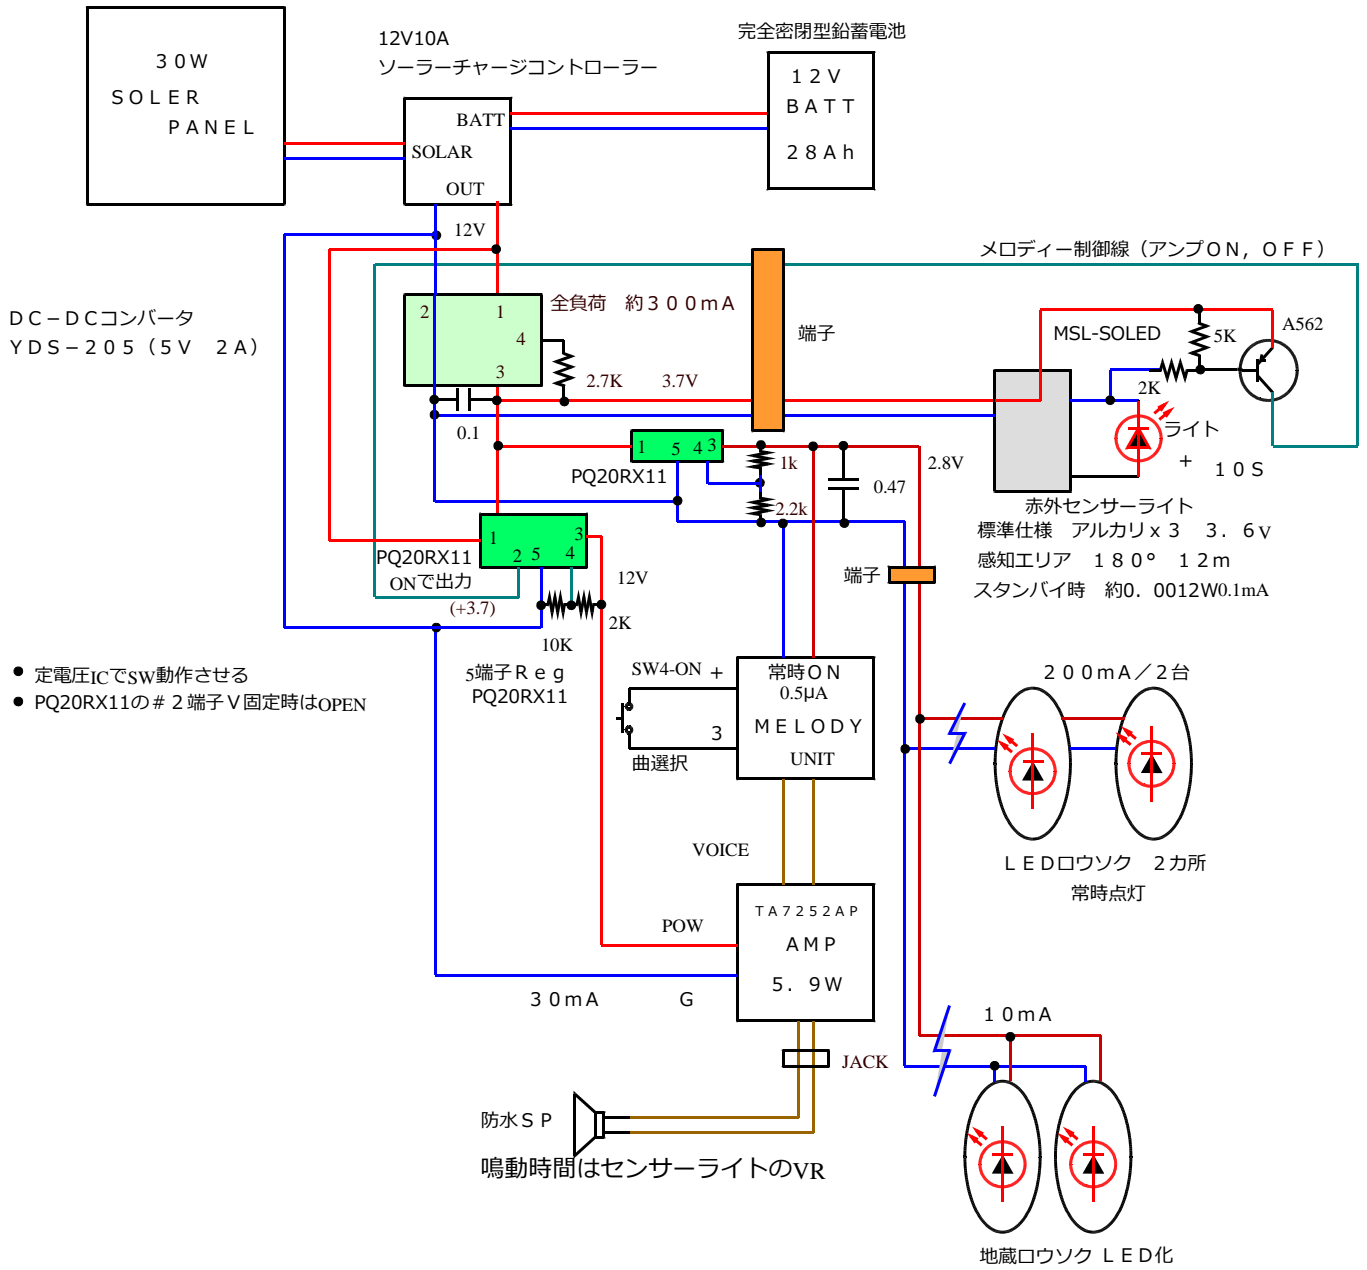 ３０Ｗ
ＳＯＬＥＲ
ＰＡＮＥＬ
12V10A
ソーラーチャージコントローラー
完全密閉型鉛蓄電池
１２Ｖ
ＢＡＴＴ
２８Ａｈ
BATT
SOLAR
OUT
12V
メロディー制御線（アンプＯＮ，ＯＦＦ）
ＤＣ－ＤＣコンバータ
ＹＤＳ－２０５（５Ｖ　２Ａ）
2
1
4
3
全負荷　約３００ｍＡ
2.7K
3.7V
0.1
端子
MSL-SOLED
5K
A562
2K
ライト
+
１０Ｓ
赤外センサーライト
標準仕様　アルカリｘ３　３．６V
感知エリア　１８０°　１２ｍ
スタンバイ時　約０．００１２Ｗ0.1mA
1
5
4
3
PQ20RX11
1k
2.2k
0.47
2.8V
1
2
5
4
3
PQ20RX11
ONで出力
(+3.7)
12V
2K
10K
5端子Ｒｅｇ
PQ20RX11
端子
● 定電圧ICでSW動作させる
● PQ20RX11の＃２端子Ｖ固定時はOPEN
SW4-ON
+
3
曲選択
常時ＯＮ
0.5μA
ＭＥＬＯＤＹ
UNIT
２００ｍＡ／２台
ＬＥＤロウソク　２カ所
常時点灯
VOICE
ＴＡ７２５２ＡＰ
ＡＭＰ
５．９Ｗ
POW
３０ｍＡ
Ｇ
JACK
１０ｍＡ
防水ＳＰ
鳴動時間はセンサーライトのVR
地蔵ロウソク ＬＥＤ化